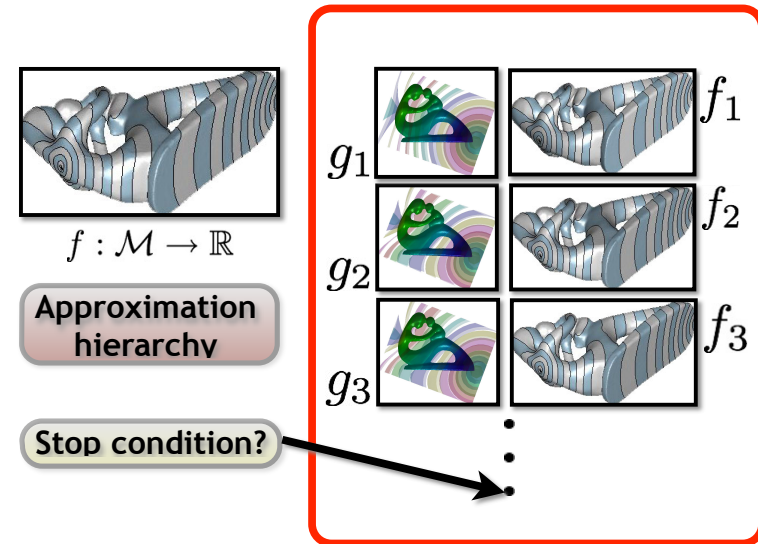 f : ℳ → ℝ
Approximation
hierarchy
Stop condition?
g₁
f₁
g₂
f₂
g₃
f₃